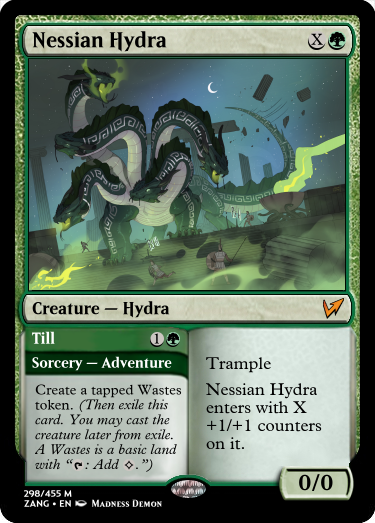 Nessian Hydra X
Creature — Hydra
Till 1
Sorcery — Adventure
Create a tapped Wastes
token. (Then exile this
card. You may cast the
creature later from exile.
A Wastes is a basic land
with “: Add .”)
Trample
Nessian Hydra
enters with X
+1/+1 counters
on it.
0/0
298/455 M
ZANG • EN Madness Demon